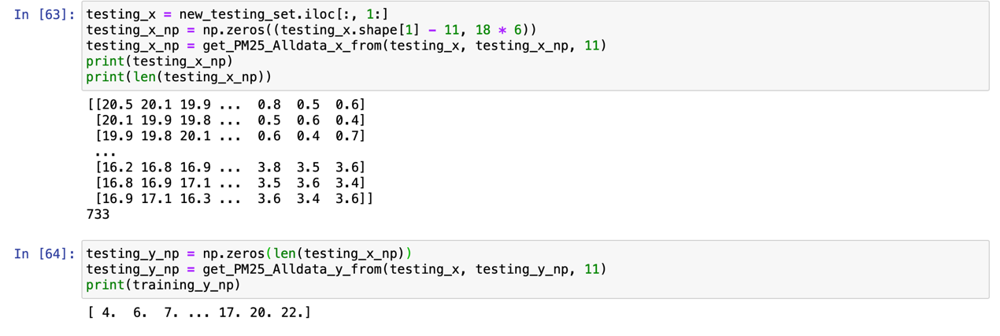 In [63]: testing_x = new_testing_set.iloc[:, 1:]
testing_x_np = np.zeros((testing_x.shape[1] - 11, 18 * 6))
testing_x_np = get_PM25_Alldata_x_from(testing_x, testing_x_np, 11)
print(testing_x_np)
print(len(testing_x_np))
[[20.5 20.1 19.9 ...  0.8  0.5  0.6]
 [20.1 19.9 19.8 ...  0.5  0.6  0.4]
 [19.9 19.8 20.1 ...  0.6  0.4  0.7]
 ...
 [16.2 16.8 16.9 ...  3.8  3.5  3.6]
 [16.8 16.9 17.1 ...  3.5  3.6  3.4]
 [16.9 17.1 16.3 ...  3.6  3.4  3.6]]
733
In [64]: testing_y_np = np.zeros(len(testing_x_np))
testing_y_np = get_PM25_Alldata_y_from(testing_x, testing_y_np, 11)
print(training_y_np)
[ 4.  6.  7. ... 17. 20. 22.]